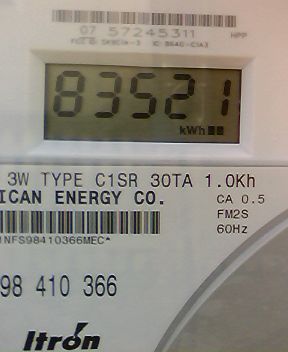 07 57245311
83521
kWh
3W TYPE C1SR 30TA 1.0Kh
ICAN ENERGY CO.
CA 0.5
FM2S
60Hz
1NFS98410366MEC*
98 410 366
Itron